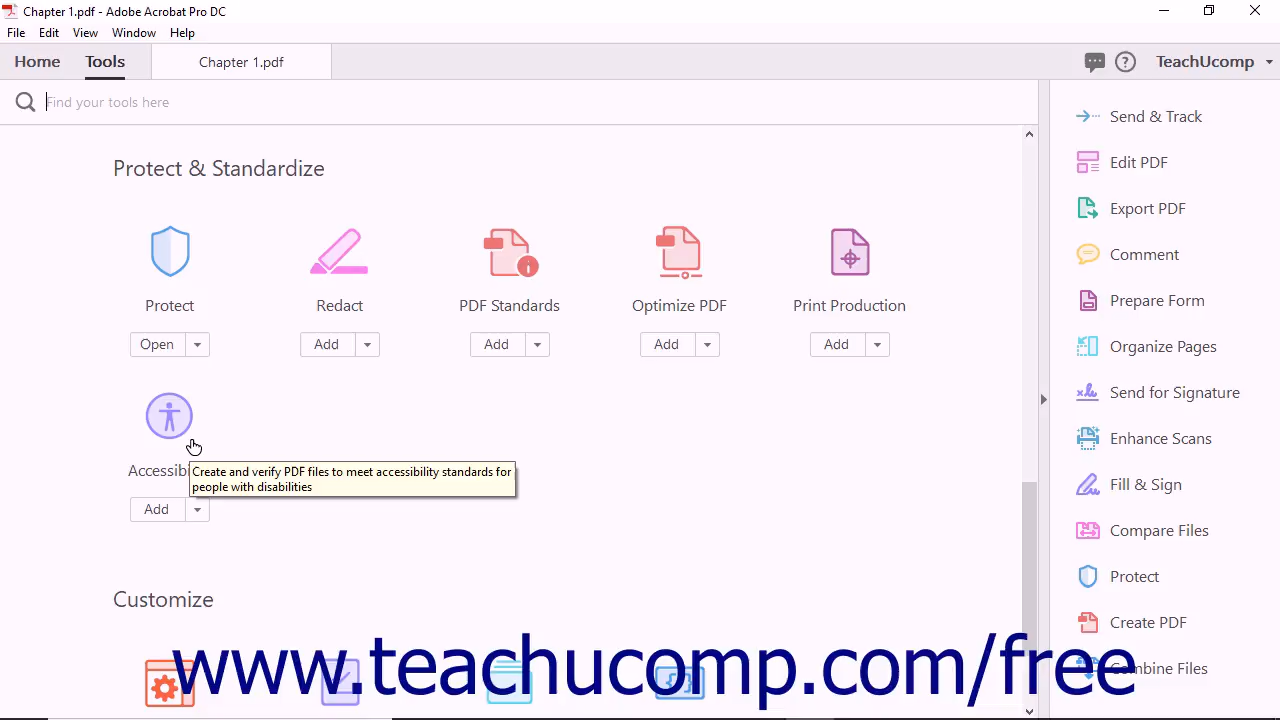 Chapter 1.pdf - Adobe Acrobat Pro DC
File Edit View Window Help
Home Tools Chapter 1.pdf TeachUcomp
Find your tools here
Protect & Standardize
Protect Redact PDF Standards Optimize PDF Print Production
Open Add Add Add Add
Accessib
Create and verify PDF files to meet accessibility standards for
people with disabilities
Add
Customize
Send & Track
Edit PDF
Export PDF
Comment
Prepare Form
Organize Pages
Send for Signature
Enhance Scans
Fill & Sign
Compare Files
Protect
Create PDF
Combine Files
www.teachucomp.com/free